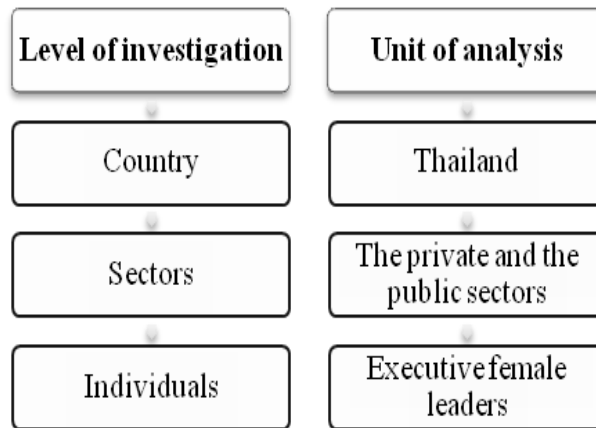 Level of investigation
Unit of analysis
Country
Thailand
Sectors
The private and the
public sectors
Individuals
Executive female
leaders